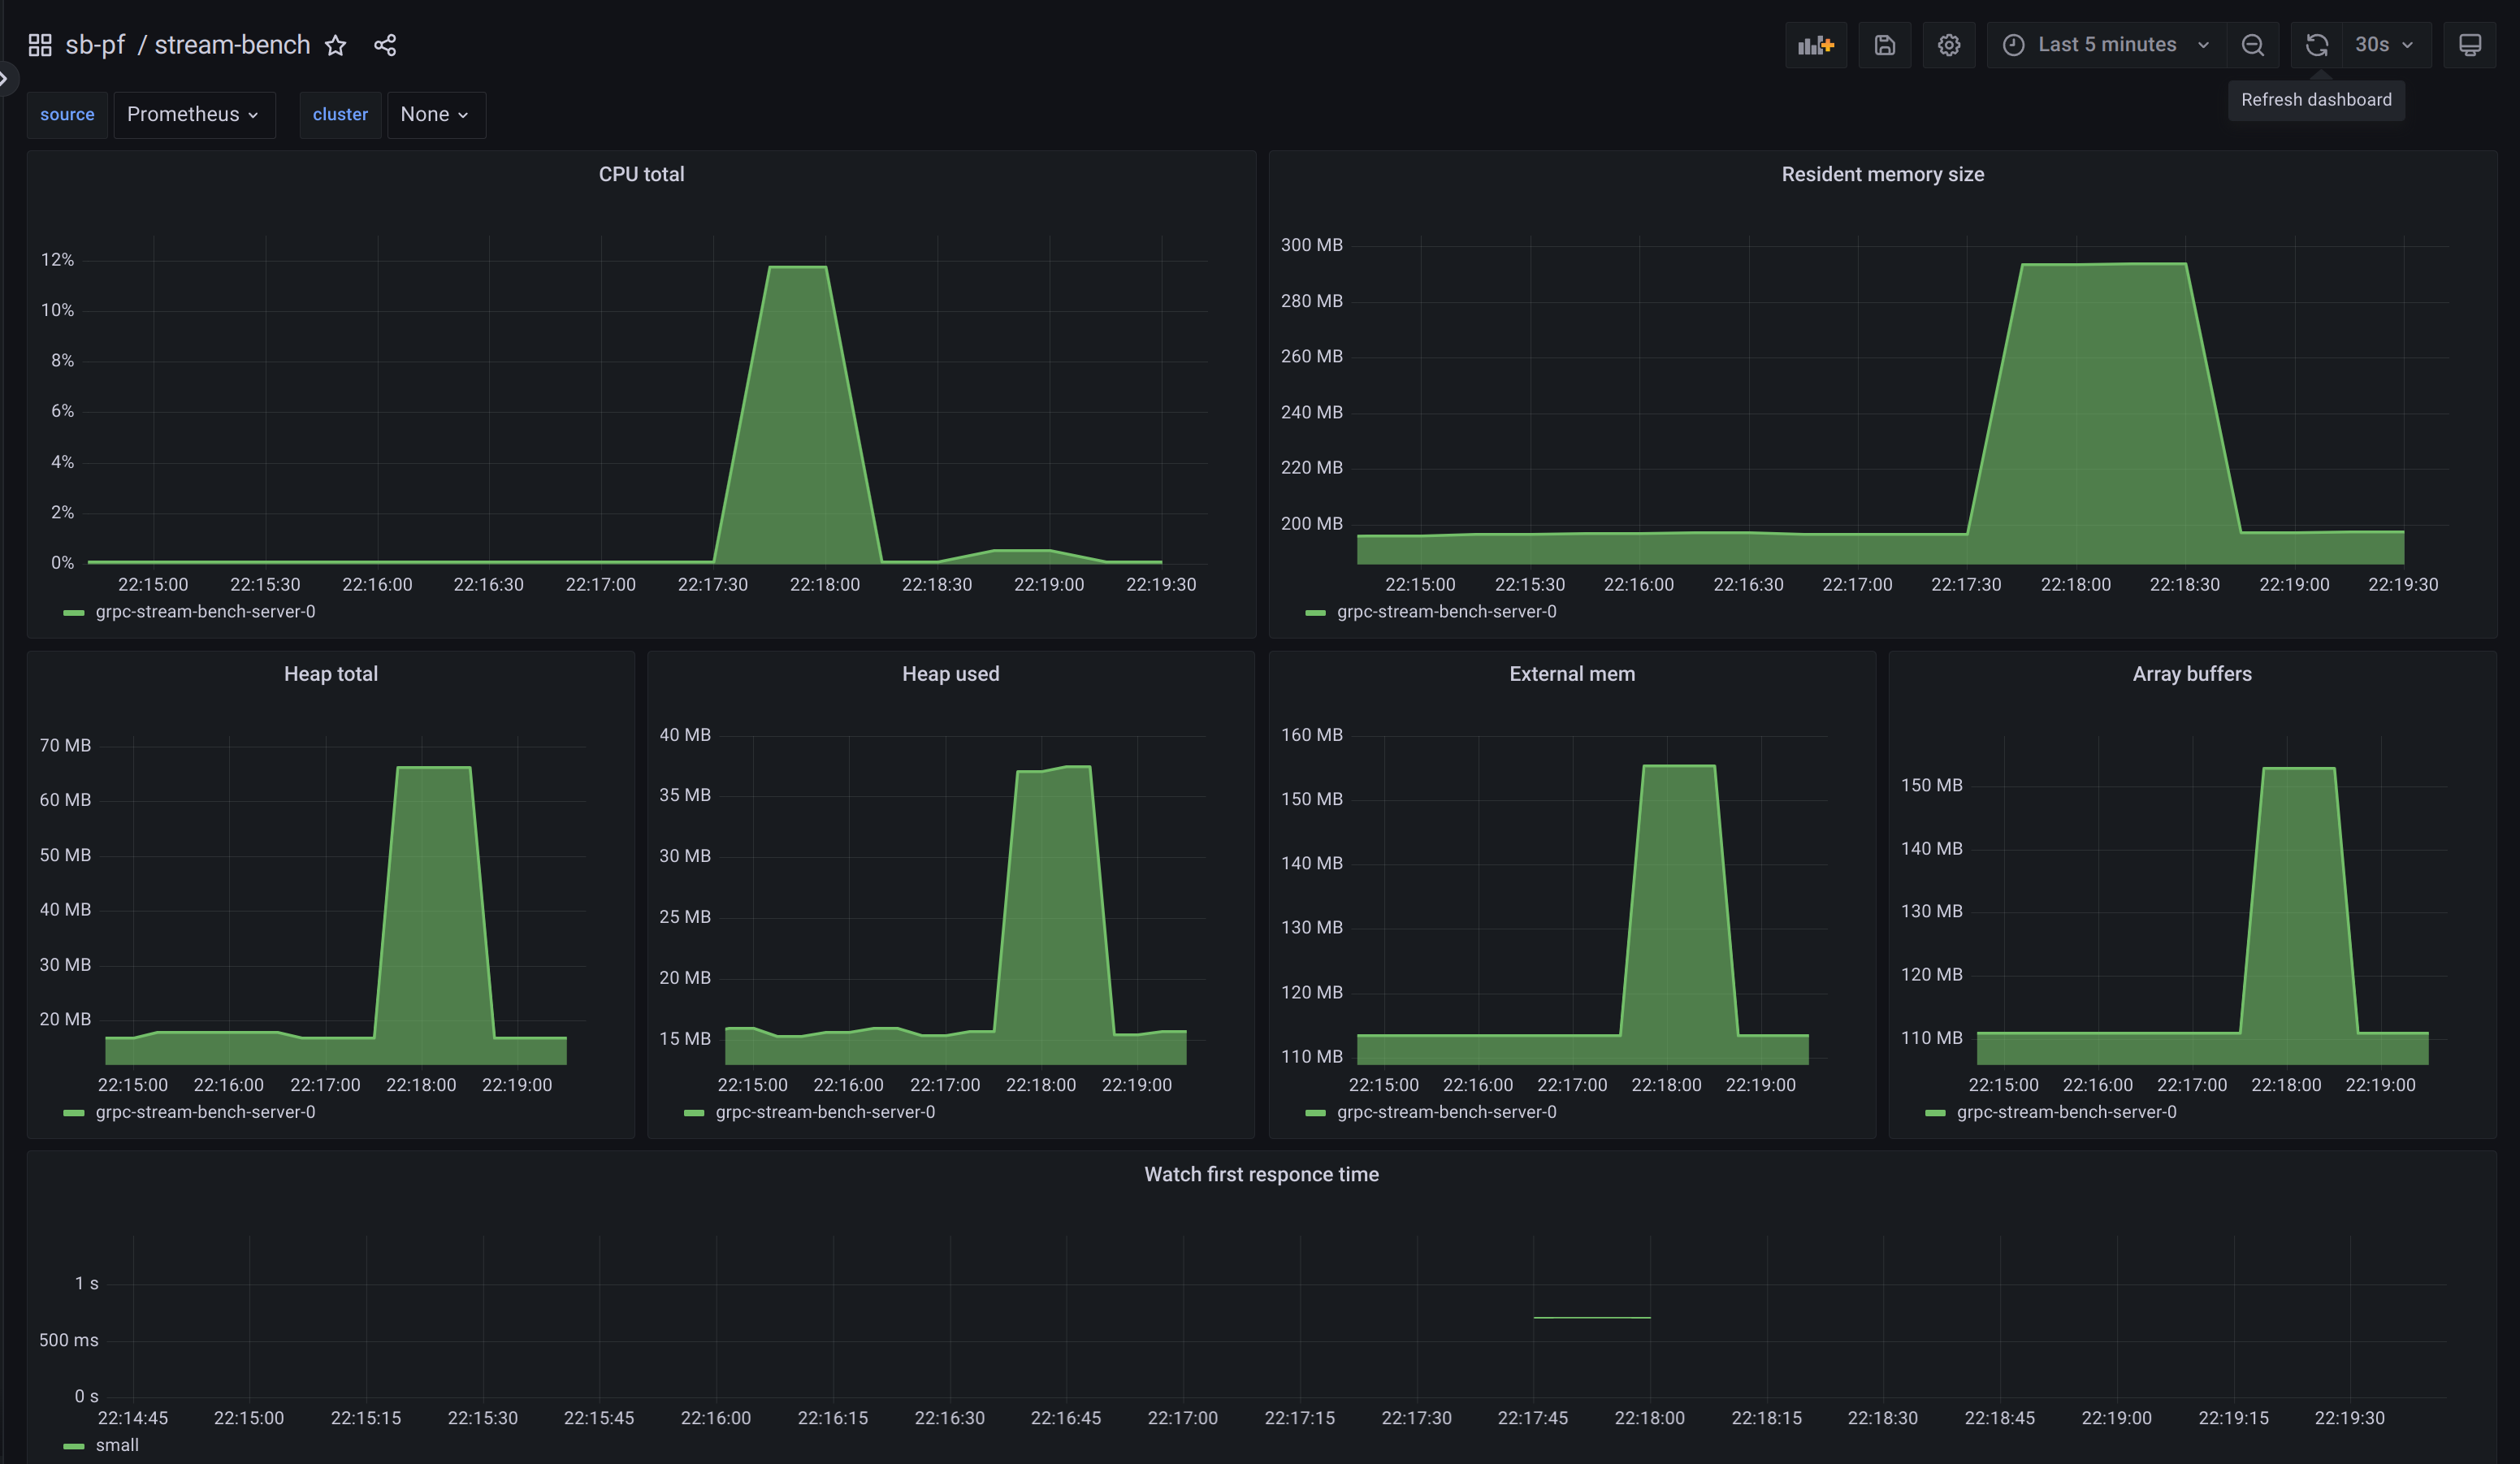 sb-pf / stream-bench
Last 5 minutes
30s
Refresh dashboard
source Prometheus cluster None
CPU total
12%
10%
8%
6%
4%
2%
0%
22:15:00 22:15:30 22:16:00 22:16:30 22:17:00 22:17:30 22:18:00 22:18:30 22:19:00 22:19:30
grpc-stream-bench-server-0
Resident memory size
300 MB
280 MB
260 MB
240 MB
220 MB
200 MB
22:15:00 22:15:30 22:16:00 22:16:30 22:17:00 22:17:30 22:18:00 22:18:30 22:19:00 22:19:30
grpc-stream-bench-server-0
Heap total
70 MB
60 MB
50 MB
40 MB
30 MB
20 MB
22:15:00 22:16:00 22:17:00 22:18:00 22:19:00
grpc-stream-bench-server-0
Heap used
40 MB
35 MB
30 MB
25 MB
20 MB
15 MB
22:15:00 22:16:00 22:17:00 22:18:00 22:19:00
grpc-stream-bench-server-0
External mem
160 MB
150 MB
140 MB
130 MB
120 MB
110 MB
22:15:00 22:16:00 22:17:00 22:18:00 22:19:00
grpc-stream-bench-server-0
Array buffers
150 MB
140 MB
130 MB
120 MB
110 MB
22:15:00 22:16:00 22:17:00 22:18:00 22:19:00
grpc-stream-bench-server-0
Watch first responce time
1 s
500 ms
0 s
22:14:45 22:15:00 22:15:15 22:15:30 22:15:45 22:16:00 22:16:15 22:16:30 22:16:45 22:17:00 22:17:15 22:17:30 22:17:45 22:18:00 22:18:15 22:18:30 22:18:45 22:19:00 22:19:15 22:19:30
small